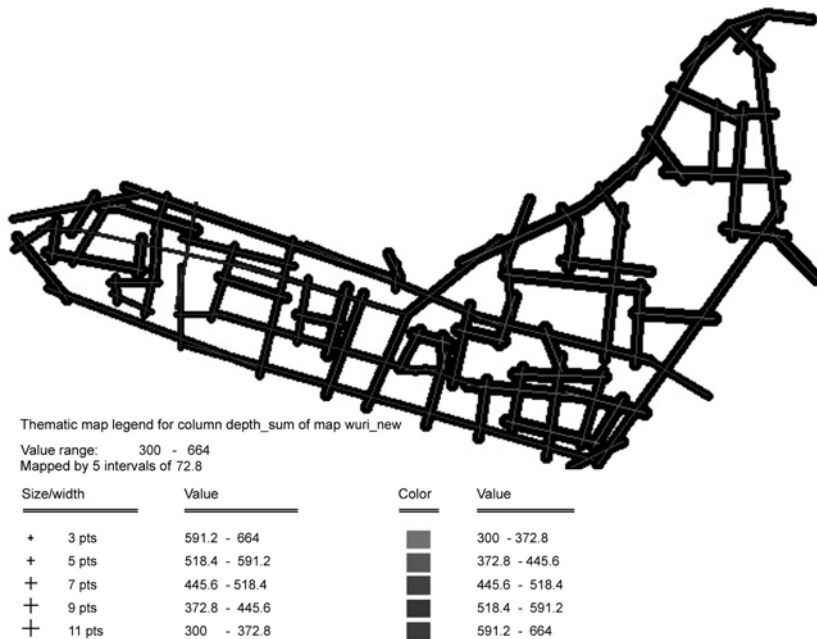 Thematic map legend for column depth_sum of map wuri_new
Value range: 300 - 664
Mapped by 5 intervals of 72.8
Size/width Value Color Value
3 pts 591.2 - 664 300 - 372.8
5 pts 518.4 - 591.2 372.8 - 445.6
7 pts 445.6 - 518.4 445.6 - 518.4
9 pts 372.8 - 445.6 518.4 - 591.2
11 pts 300 - 372.8 591.2 - 664